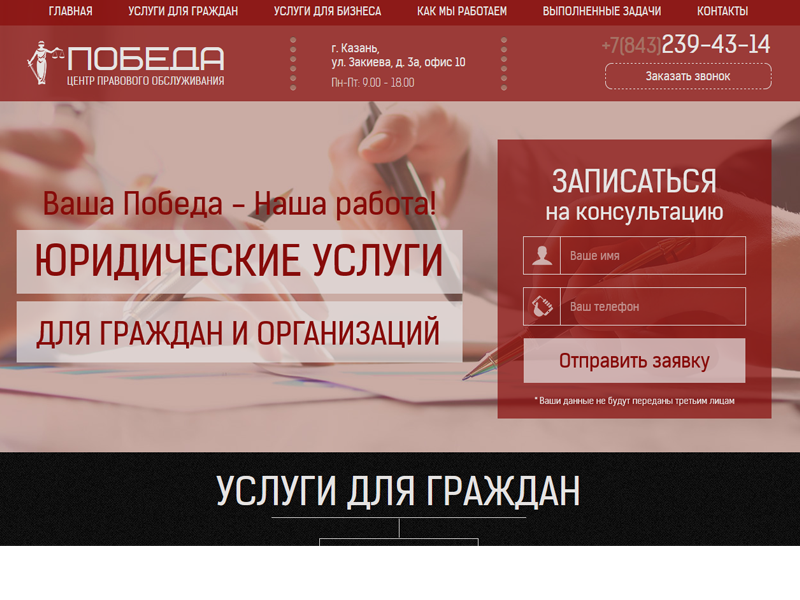 ГЛАВНАЯ УСЛУГИ ДЛЯ ГРАЖДАН УСЛУГИ ДЛЯ БИЗНЕСА КАК МЫ РАБОТАЕМ ВЫПОЛНЕННЫЕ ЗАДАЧИ КОНТАКТЫ
ПОБЕДА
ЦЕНТР ПРАВОВОГО ОБСЛУЖИВАНИЯ
г. Казань,
ул. Закиева, д. 3а, офис 10
Пн-Пт: 9.00 - 18.00
+7(843)239-43-14
Заказать звонок
Ваша Победа - Наша работа!
ЮРИДИЧЕСКИЕ УСЛУГИ
ДЛЯ ГРАЖДАН И ОРГАНИЗАЦИЙ
ЗАПИСАТЬСЯ
на консультацию
Ваше имя
Ваш телефон
Отправить заявку
* Ваши данные не будут переданы третьим лицам
УСЛУГИ ДЛЯ ГРАЖДАН